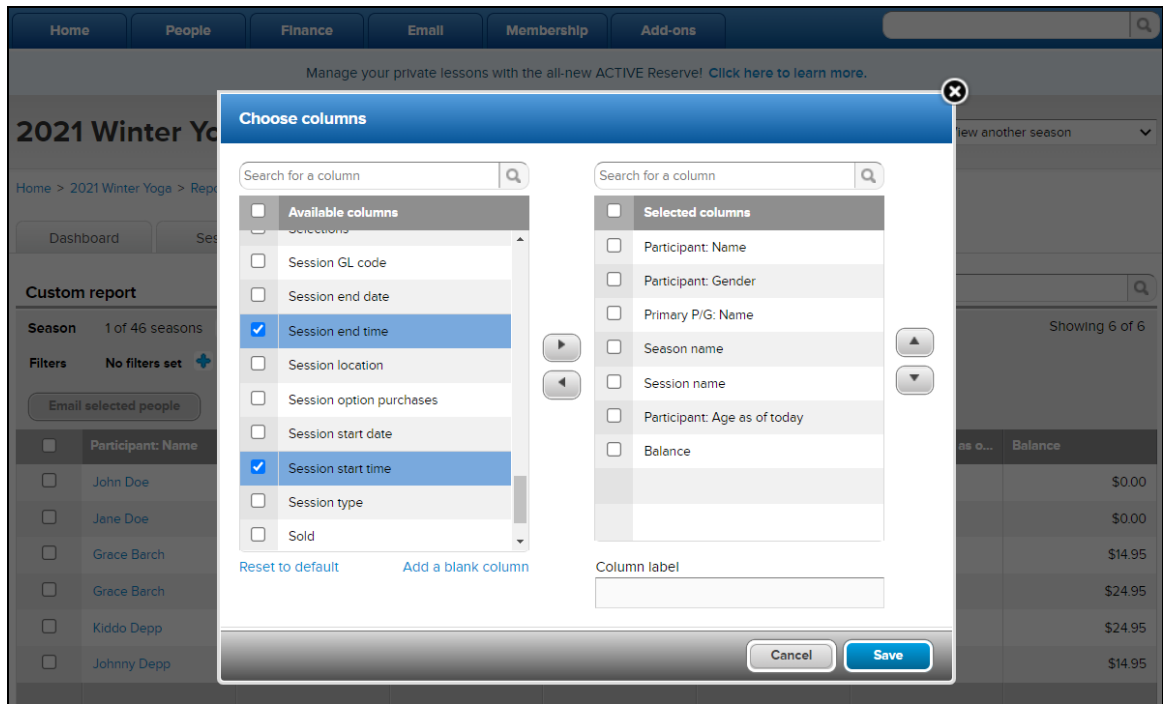 Home People Finance Email Membership Add-ons
Manage your private lessons with the all-new ACTIVE Reserve! Click here to learn more.
Choose columns
2021 Winter Yo
iew another season
Search for a column
Search for a column
Home > 2021 Winter Yoga > Repo
Available columns
Selected columns
Dashboard
Ses
Selections
Session GL code
Session end date
Session end time
Session location
Session option purchases
Session start date
Session start time
Session type
Sold
Participant: Name
Participant: Gender
Primary P/G: Name
Season name
Session name
Participant: Age as of today
Balance
Reset to default
Add a blank column
Column label
Cancel
Save
Custom report
Season 1 of 46 seasons
Showing 6 of 6
Filters No filters set
Email selected people
Participant: Name as o... Balance
John Doe $0.00
Jane Doe $0.00
Grace Barch $14.95
Grace Barch $24.95
Kiddo Depp $24.95
Johnny Depp $14.95